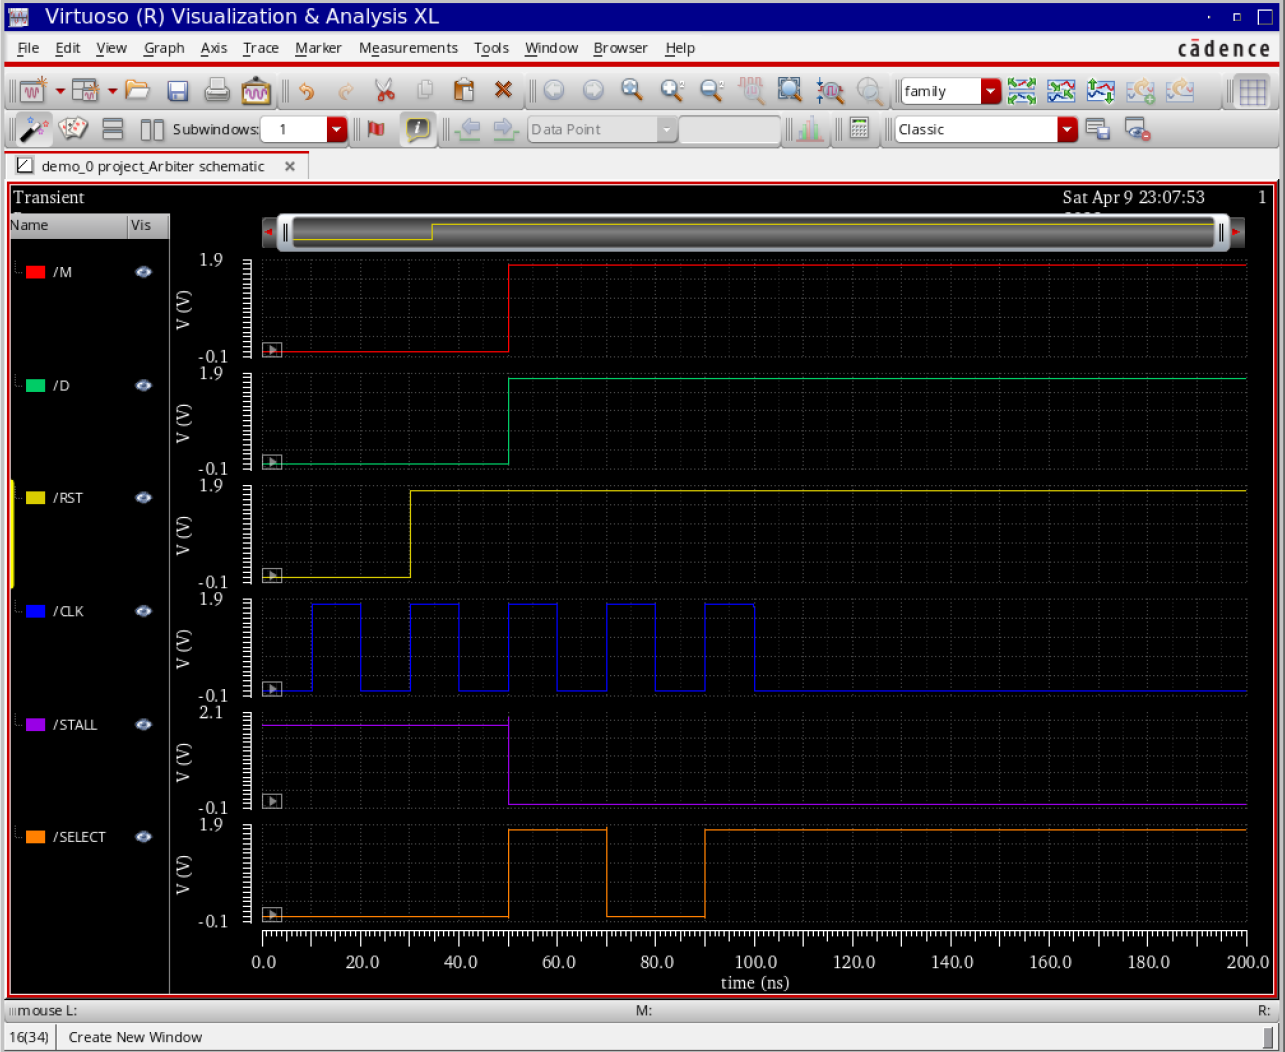 Virtuoso (R) Visualization & Analysis XL
File Edit View Graph Axis Trace Marker Measurements Tools Window Browser Help
cādence
family
Subwindows: 1
Data Point
Classic
demo_0 project_Arbiter schematic
Transient
Sat Apr 9 23:07:53
1
Name Vis
/M
1.9
V (V)
-0.1
/D
1.9
V (V)
-0.1
/RST
1.9
V (V)
-0.1
/CLK
1.9
V (V)
-0.1
/STALL
2.1
V (V)
-0.1
/SELECT
1.9
V (V)
-0.1
0.0 20.0 40.0 60.0 80.0 100.0 120.0 140.0 160.0 180.0 200.0
time (ns)
mouse L: M: R:
16(34) Create New Window